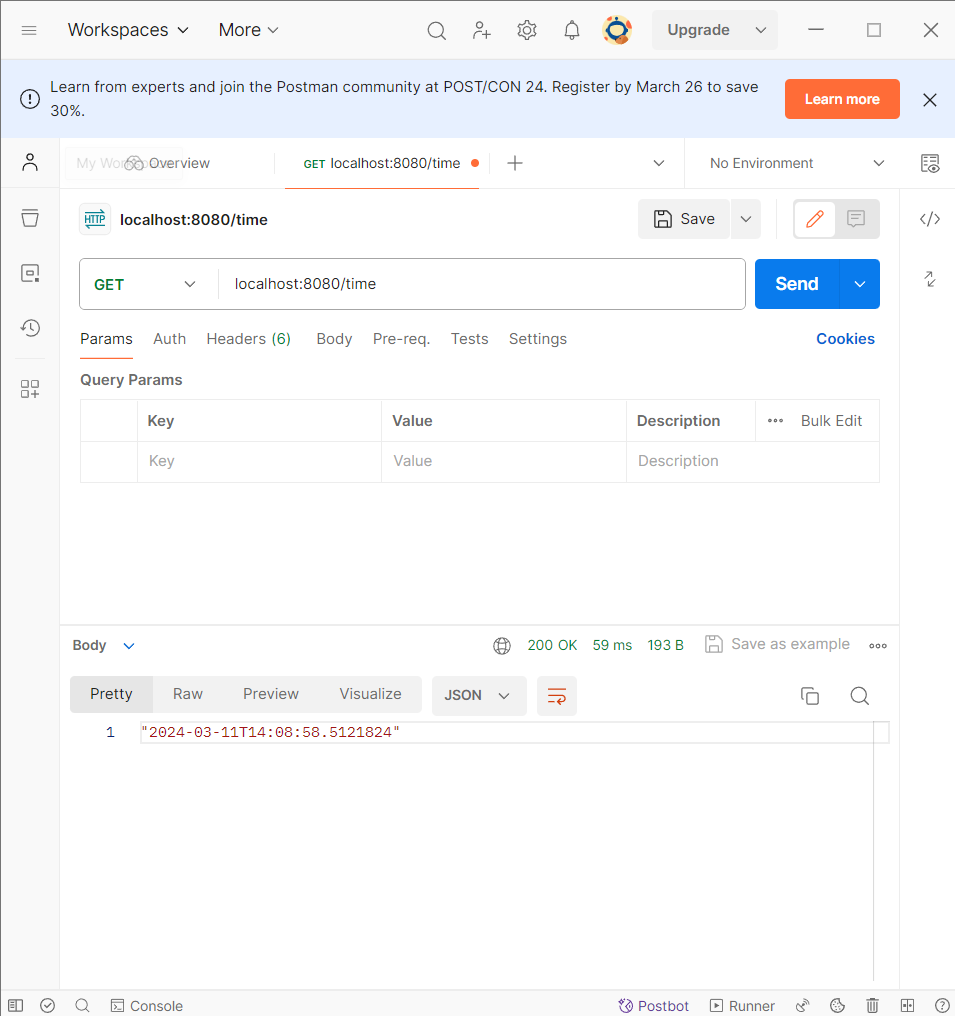 Workspaces More Upgrade
Learn from experts and join the Postman community at POST/CON 24. Register by March 26 to save
30%.
Learn more
Overview GET localhost:8080/time No Environment
HTTP localhost:8080/time Save
GET localhost:8080/time Send
Params Auth Headers (6) Body Pre-req. Tests Settings Cookies
Query Params
Key Value Description Bulk Edit
Key Value Description
Body 200 OK 59 ms 193 B Save as example
Pretty Raw Preview Visualize JSON
1 "2024-03-11T14:08:58.5121824"
Console Postbot Runner